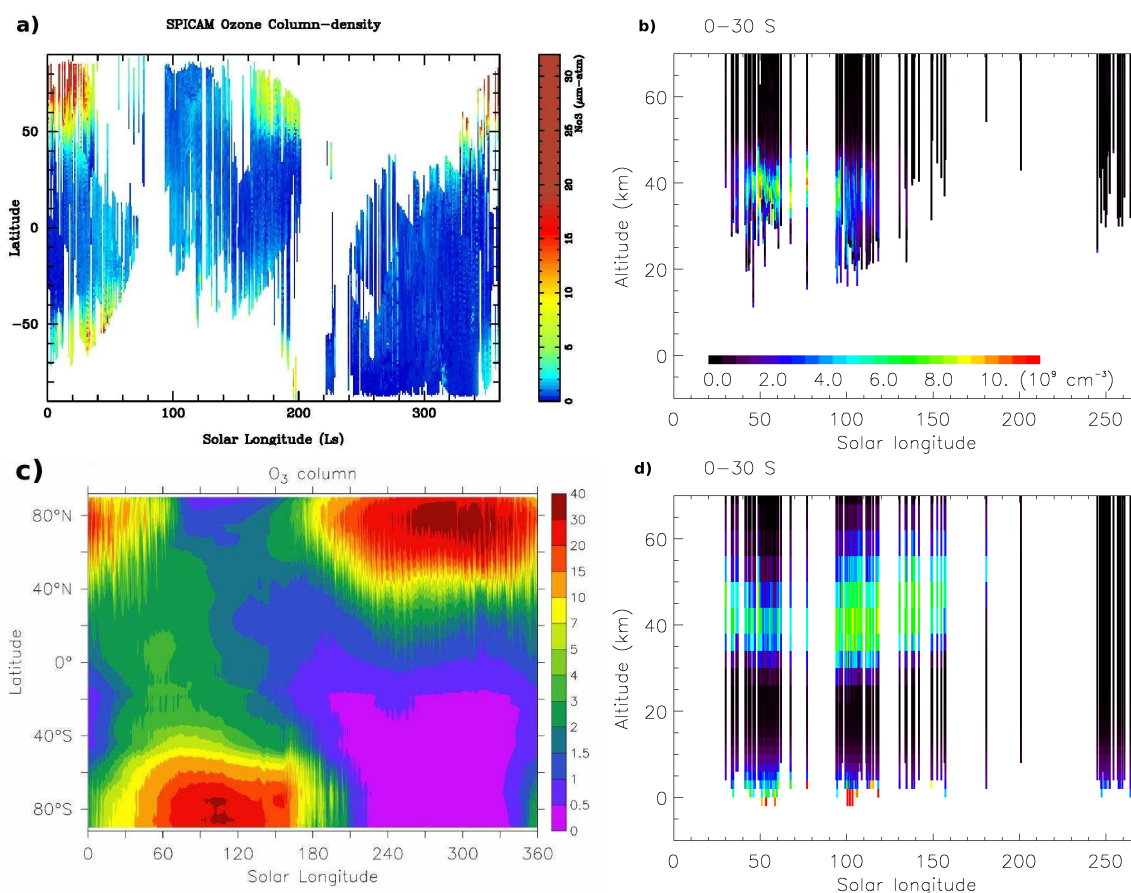 a)
SPICAM Ozone Column-density
50
0
−50
Latitude
0
100
200
300
Solar Longitude (Ls)
30
25
20
15
10
5
0
NoS (μm-atm)
b)
0−30 S
60
40
20
0
Altitude (km)
0.0 2.0 4.0 6.0 8.0 10. (10⁹ cm⁻³)
0 50 100 150 200 250
Solar longitude
c)
O₃ column
80°N
40°N
0°
40°S
80°S
Latitude
0 60 120 180 240 300 360
Solar Longitude
40
30
20
15
10
7
5
4
3
2
1.5
1
0.5
0
d)
0−30 S
60
40
20
0
Altitude (km)
0 50 100 150 200 250
Solar longitude